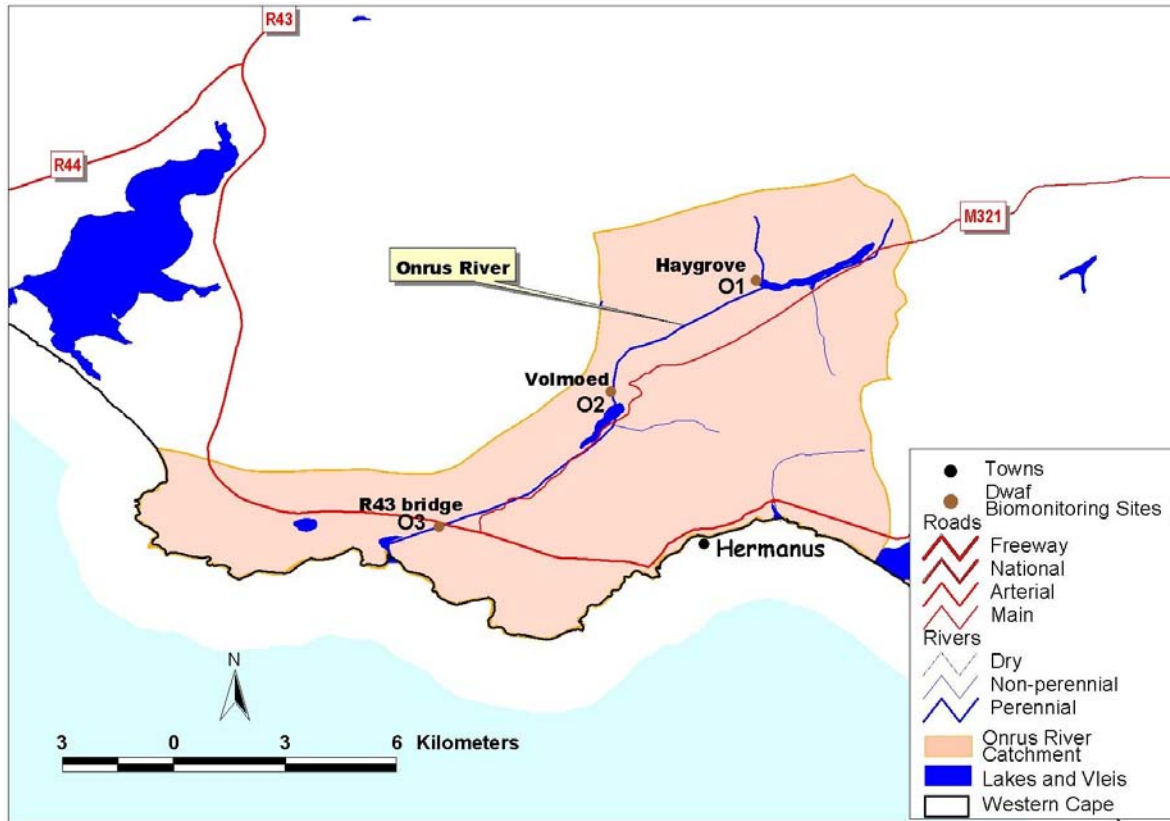 R43
R44
M321
Onrus River
Haygrove
O1
Volmoed
O2
R43 bridge
O3
Hermanus
N
3 0 3 6 Kilometers
Towns
Dwaf
Biomonitoring Sites
Roads
Freeway
National
Arterial
Main
Rivers
Dry
Non-perennial
Perennial
Onrus River
Catchment
Lakes and Vleis
Western Cape